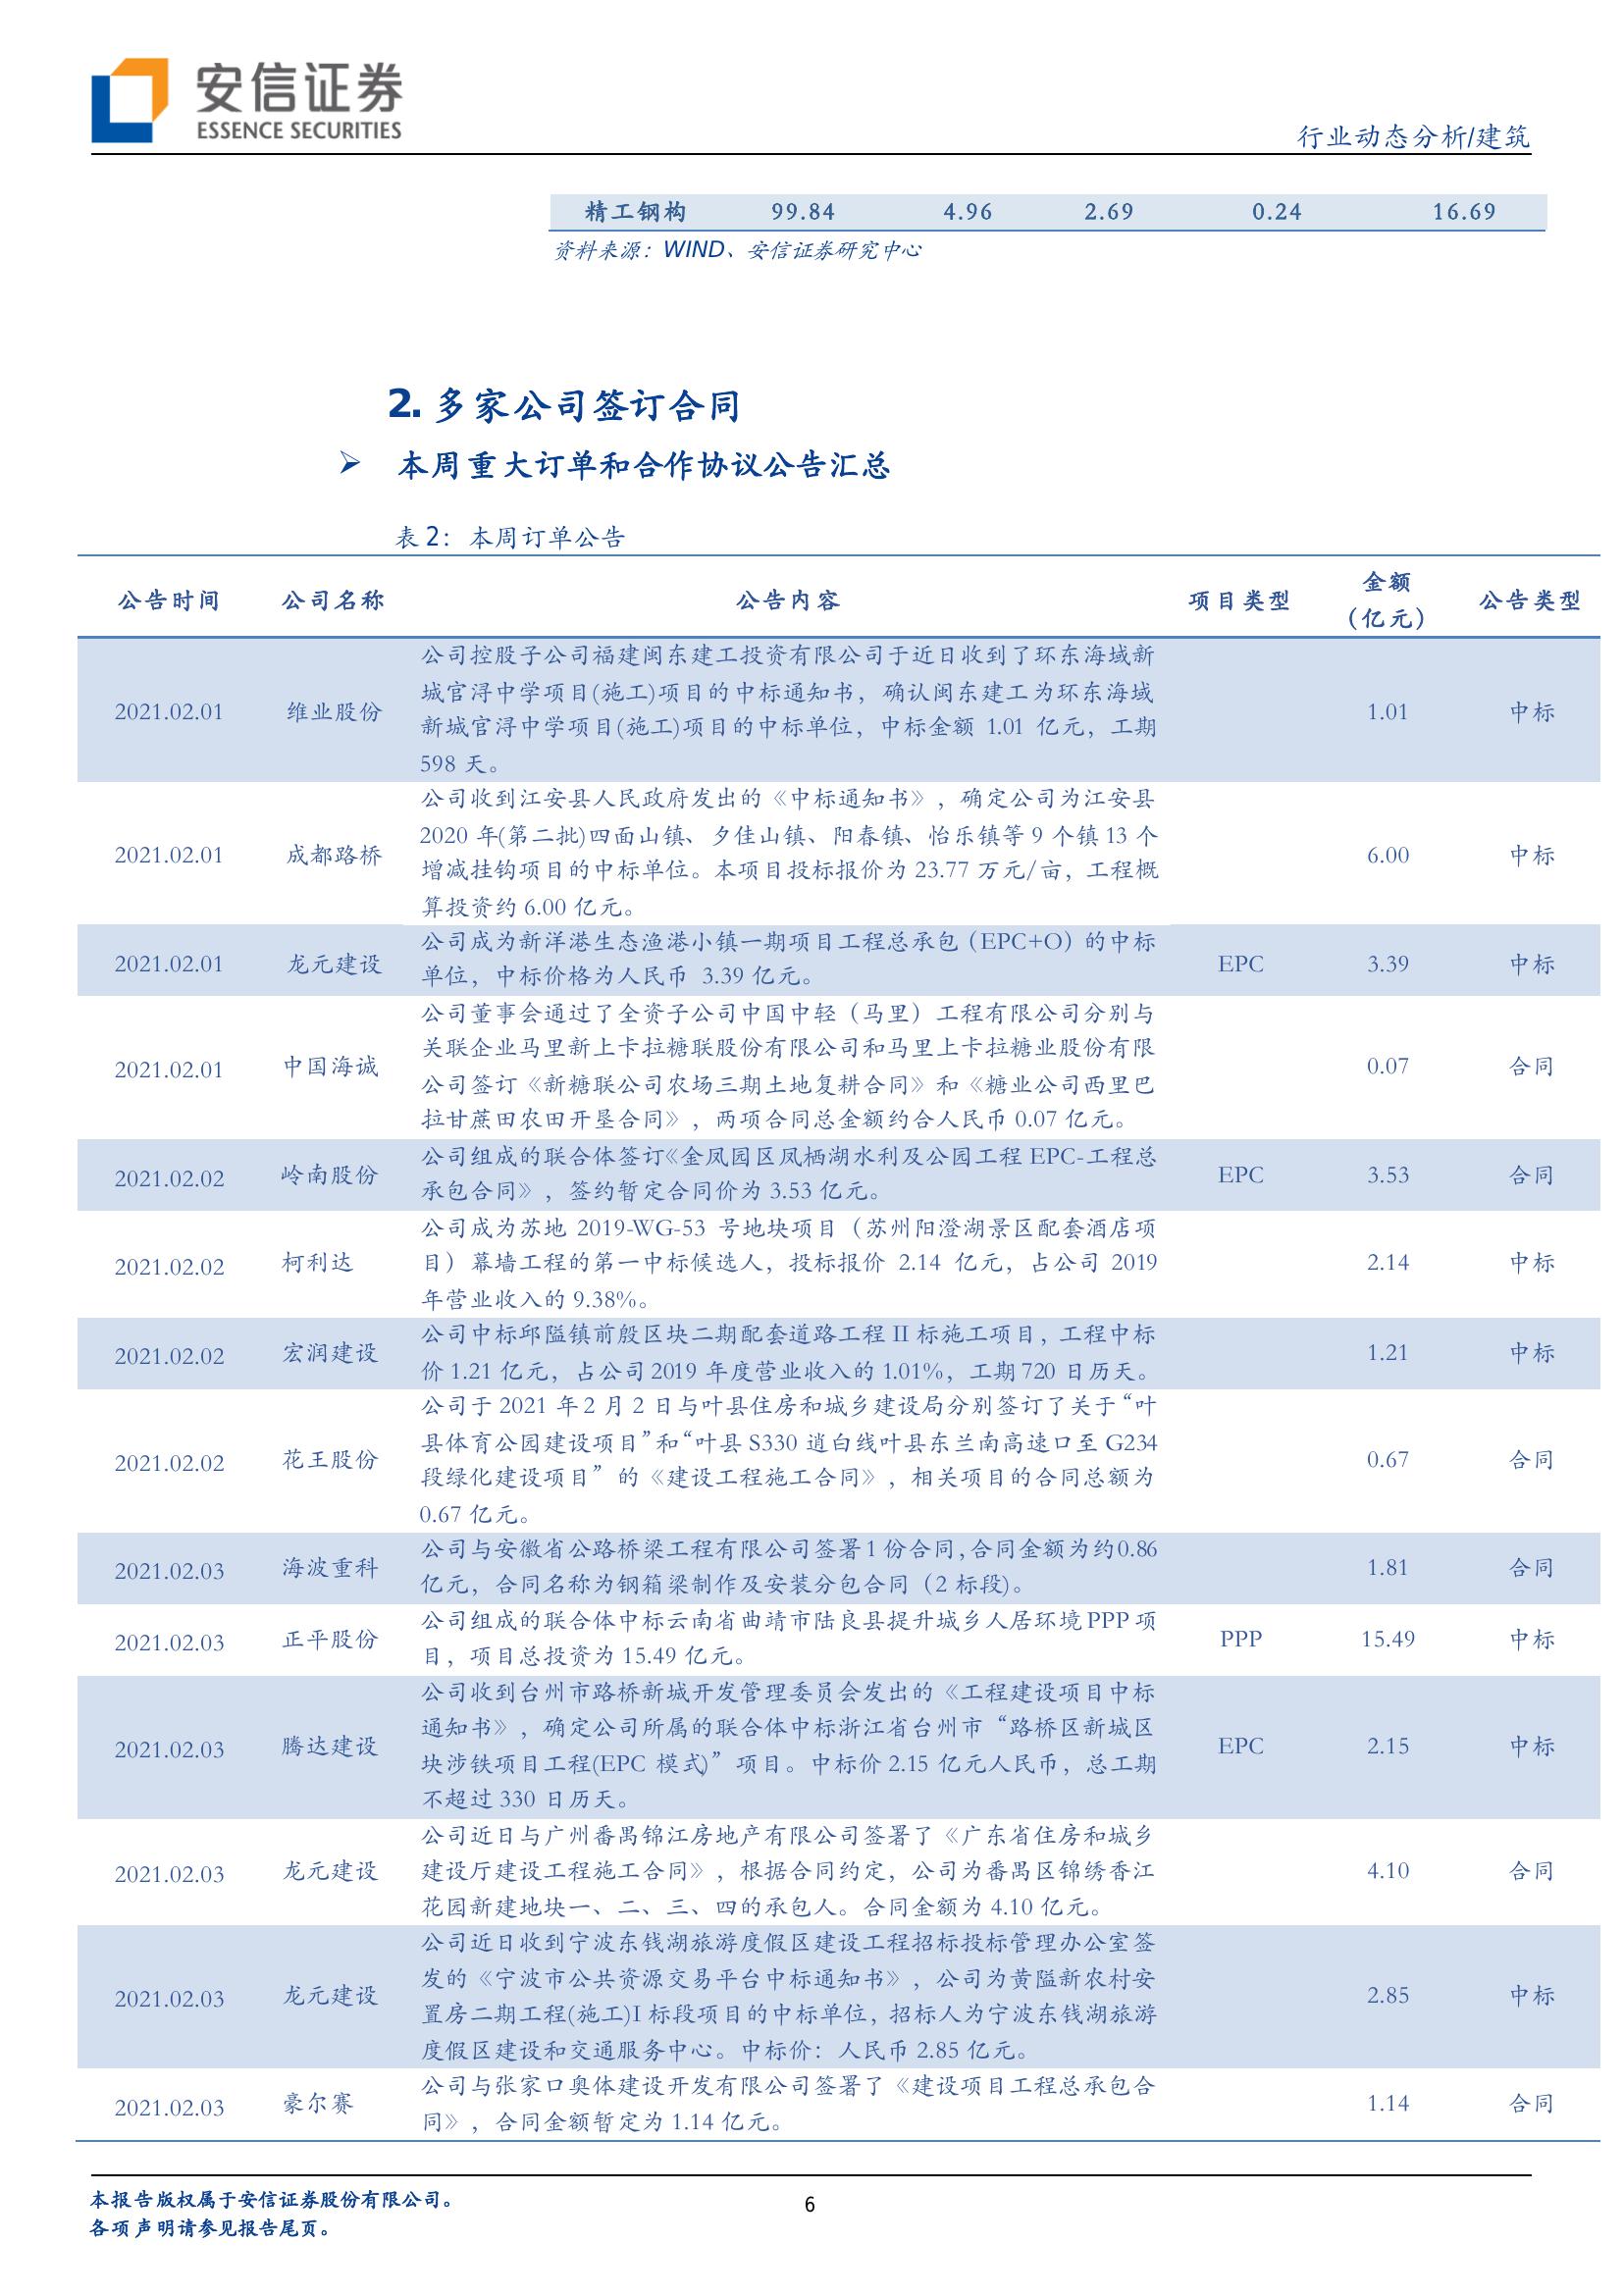 安信证券
ESSENCE SECURITIES
行业动态分析/建筑
精工钢构 99.84 4.96 2.69 0.24 16.69
资料来源：WIND、安信证券研究中心
2. 多家公司签订合同
本周重大订单和合作协议公告汇总
表 2：本周订单公告
公告时间 公司名称 公告内容 项目类型 金额（亿元） 公告类型
公司控股子公司福建闽东建工投资有限公司于近日收到了环东海域新
城官浔中学项目(施工)项目的中标通知书，确认闽东建工为环东海域
2021.02.01 维业股份 1.01 中标
新城官浔中学项目(施工)项目的中标单位，中标金额 1.01 亿元，工期
598 天。
公司收到江安县人民政府发出的《中标通知书》，确定公司为江安县
2020 年(第二批)四面山镇、夕佳山镇、阳春镇、怡乐镇等 9 个镇 13 个
2021.02.01 成都路桥 6.00 中标
增减挂钩项目的中标单位。本项目投标报价为 23.77 万元/亩，工程概
算投资约 6.00 亿元。
公司成为新洋港生态渔港小镇一期项目工程总承包（EPC+O）的中标
2021.02.01 龙元建设 EPC 3.39 中标
单位，中标价格为人民币 3.39 亿元。
公司董事会通过了全资子公司中国中轻（马里）工程有限公司分别与
关联企业马里新上卡拉糖联股份有限公司和马里上卡拉糖业股份有限
2021.02.01 中国海诚 0.07 合同
公司签订《新糖联公司农场三期土地复耕合同》和《糖业公司西里巴
拉甘蔗田农田开垦合同》，两项合同总金额约合人民币 0.07 亿元。
公司组成的联合体签订《金凤园区凤栖湖水利及公园工程 EPC-工程总
2021.02.02 岭南股份 EPC 3.53 合同
承包合同》，签约暂定合同价为 3.53 亿元。
公司成为苏地 2019-WG-53 号地块项目（苏州阳澄湖景区配套酒店项
2021.02.02 柯利达 2.14 中标
目）幕墙工程的第一中标候选人，投标报价 2.14 亿元，占公司 2019
年营业收入的 9.38%。
公司中标邱隘镇前殷区块二期配套道路工程 II 标施工项目，工程中标
2021.02.02 宏润建设 1.21 中标
价 1.21 亿元，占公司 2019 年度营业收入的 1.01%，工期 720 日历天。
公司于 2021 年 2 月 2 日与叶县住房和城乡建设局分别签订了关于“叶
县体育公园建设项目”和“叶县 S330 逍白线叶县东兰南高速口至 G234
2021.02.02 花王股份 0.67 合同
段绿化建设项目” 的《建设工程施工合同》，相关项目的合同总额为
0.67 亿元。
公司与安徽省公路桥梁工程有限公司签署 1 份合同,合同金额为约 0.86
2021.02.03 海波重科 1.81 合同
亿元，合同名称为钢箱梁制作及安装分包合同（2 标段)。
公司组成的联合体中标云南省曲靖市陆良县提升城乡人居环境 PPP 项
2021.02.03 正平股份 PPP 15.49 中标
目，项目总投资为 15.49 亿元。
公司收到台州市路桥新城开发管理委员会发出的《工程建设项目中标
通知书》，确定公司所属的联合体中标浙江省台州市“路桥区新城区
2021.02.03 腾达建设 EPC 2.15 中标
块涉铁项目工程(EPC 模式)” 项目。中标价 2.15 亿元人民币，总工期
不超过 330 日历天。
公司近日与广州番禺锦江房地产有限公司签署了《广东省住房和城乡
2021.02.03 龙元建设 4.10 合同
建设厅建设工程施工合同》，根据合同约定，公司为番禺区锦绣香江
花园新建地块一、二、三、四的承包人。合同金额为 4.10 亿元。
公司近日收到宁波东钱湖旅游度假区建设工程招标投标管理办公室签
发的《宁波市公共资源交易平台中标通知书》，公司为黄隘新农村安
2021.02.03 龙元建设 2.85 中标
置房二期工程(施工)I 标段项目的中标单位，招标人为宁波东钱湖旅游
度假区建设和交通服务中心。中标价：人民币 2.85 亿元。
公司与张家口奥体建设开发有限公司签署了《建设项目工程总承包合
2021.02.03 豪尔赛 1.14 合同
同》，合同金额暂定为 1.14 亿元。
本报告版权属于安信证券股份有限公司。
各项声明请参见报告尾页。
6